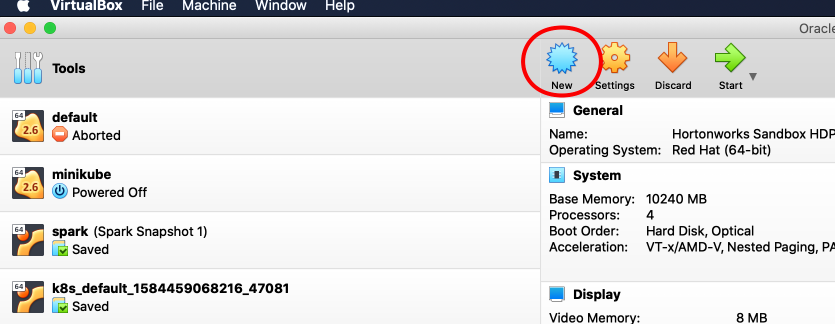 VirtualBox File Machine Window Help
Oracle
Tools
New Settings Discard Start
64
2.6
default
Aborted
64
2.6
minikube
Powered Off
64
spark (Spark Snapshot 1)
Saved
64
k8s_default_1584459068216_47081
Saved
General
Name: Hortonworks Sandbox HDP
Operating System: Red Hat (64-bit)
System
Base Memory: 10240 MB
Processors: 4
Boot Order: Hard Disk, Optical
Acceleration: VT-x/AMD-V, Nested Paging, PA
Display
Video Memory: 8 MB